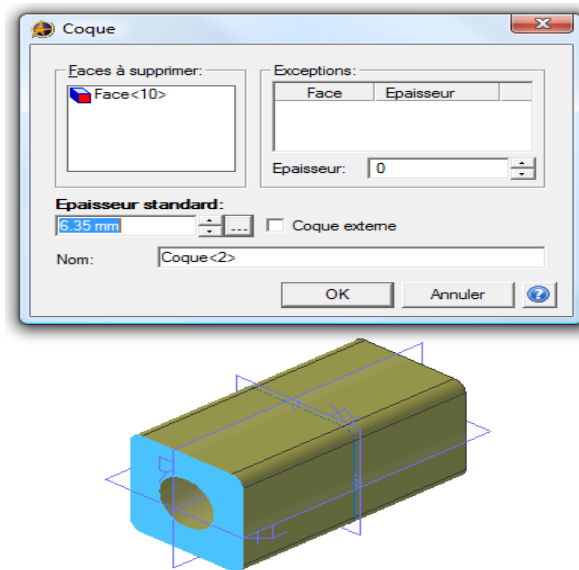 Coque
Faces à supprimer:
Face<10>
Exceptions:
Face Epaisseur
Epaisseur: 0
Epaisseur standard:
6.35 mm ... Coque externe
Nom: Coque<2>
OK Annuler ?